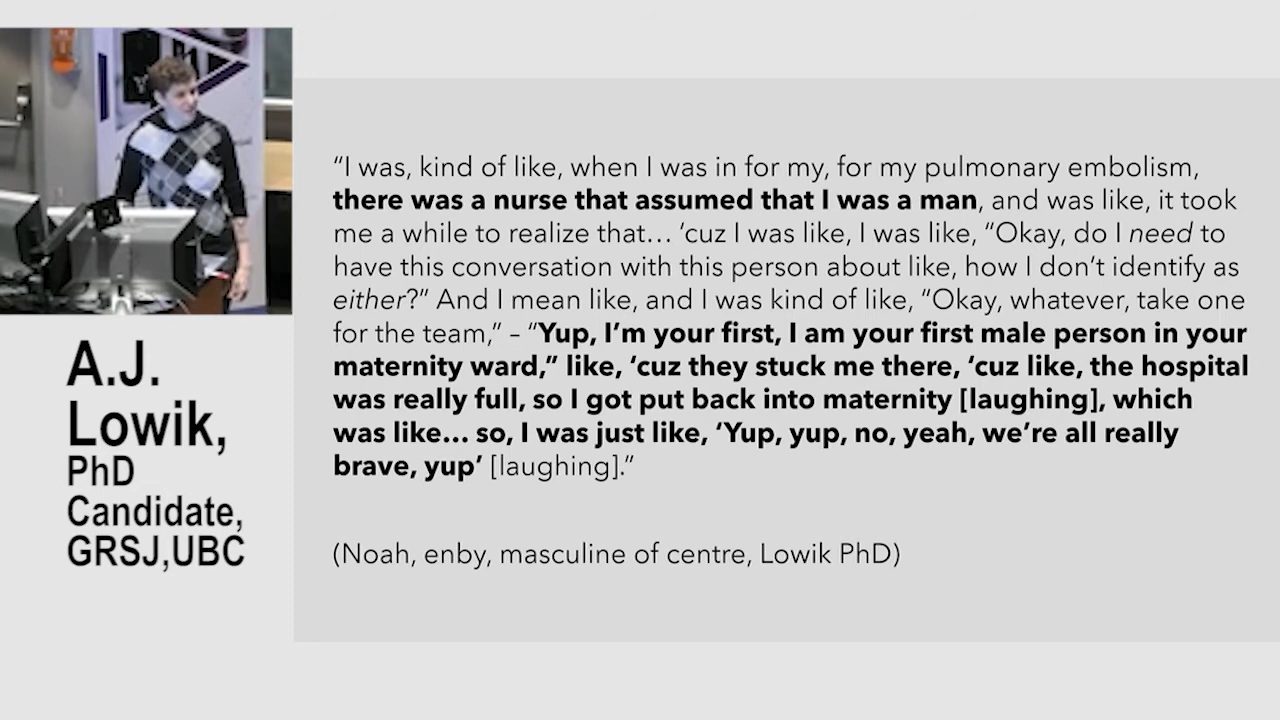 A.J.
Lowik,
PhD
Candidate,
GRSJ,UBC
“I was, kind of like, when I was in for my, for my pulmonary embolism,
there was a nurse that assumed that I was a man, and was like, it took
me a while to realize that… ‘cuz I was like, I was like, “Okay, do I need to
have this conversation with this person about like, how I don’t identify as
either?” And I mean like, and I was kind of like, “Okay, whatever, take one
for the team,” – “Yup, I’m your first, I am your first male person in your
maternity ward,” like, ‘cuz they stuck me there, ‘cuz like, the hospital
was really full, so I got put back into maternity [laughing], which
was like… so, I was just like, ‘Yup, yup, no, yeah, we’re all really
brave, yup’ [laughing].”
(Noah, enby, masculine of centre, Lowik PhD)